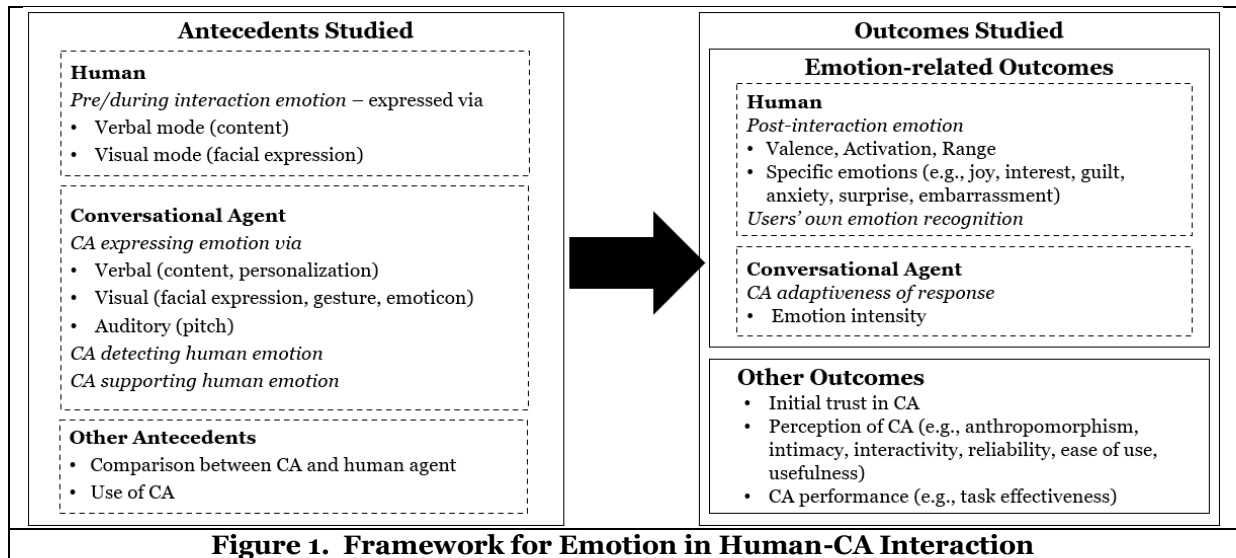 Antecedents Studied
Human
Pre/during interaction emotion – expressed via
• Verbal mode (content)
• Visual mode (facial expression)
Conversational Agent
CA expressing emotion via
• Verbal (content, personalization)
• Visual (facial expression, gesture, emoticon)
• Auditory (pitch)
CA detecting human emotion
CA supporting human emotion
Other Antecedents
• Comparison between CA and human agent
• Use of CA
Outcomes Studied
Emotion-related Outcomes
Human
Post-interaction emotion
• Valence, Activation, Range
• Specific emotions (e.g., joy, interest, guilt,
anxiety, surprise, embarrassment)
Users' own emotion recognition
Conversational Agent
CA adaptiveness of response
• Emotion intensity
Other Outcomes
• Initial trust in CA
• Perception of CA (e.g., anthropomorphism,
intimacy, interactivity, reliability, ease of use,
usefulness)
• CA performance (e.g., task effectiveness)
Figure 1. Framework for Emotion in Human-CA Interaction